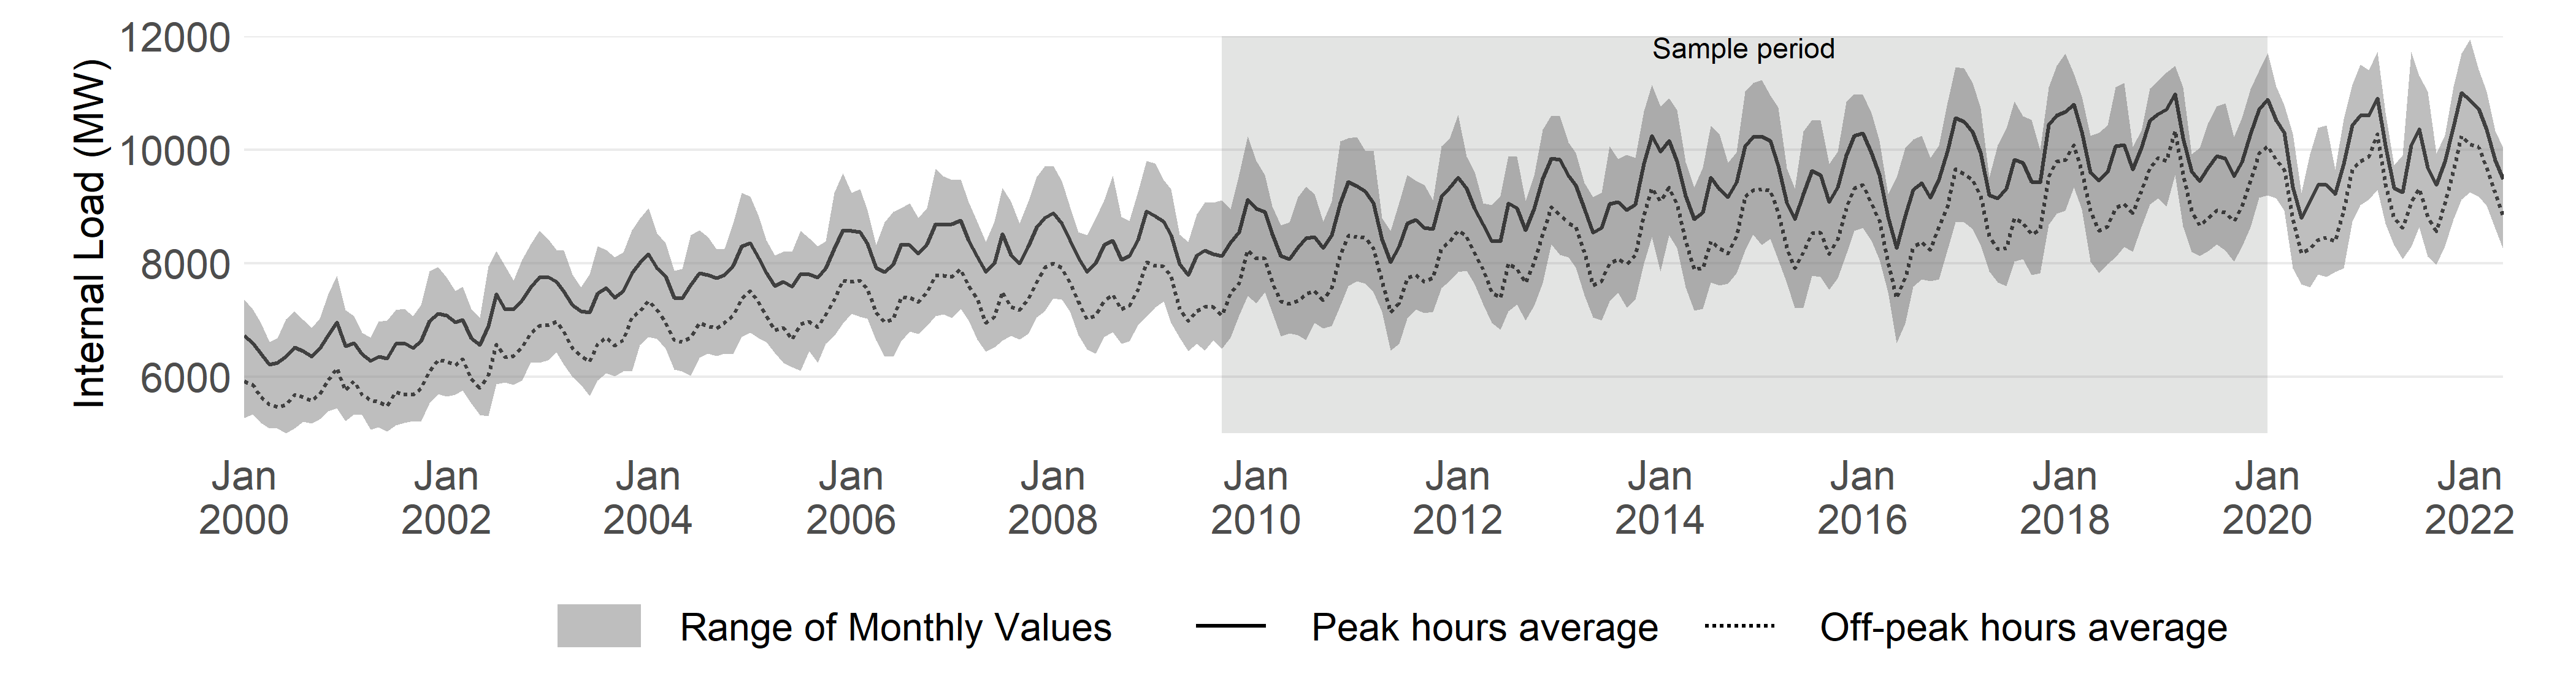 Internal Load (MW)
12000
10000
8000
6000
Sample period
Jan Jan Jan Jan Jan Jan Jan Jan Jan Jan Jan Jan
2000 2002 2004 2006 2008 2010 2012 2014 2016 2018 2020 2022
Range of Monthly Values Peak hours average Off-peak hours average